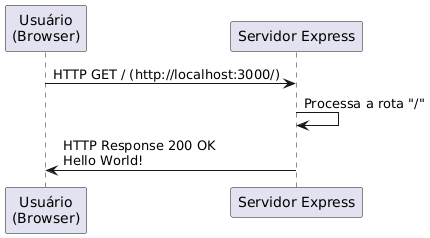 Usuário
(Browser)
Servidor Express
HTTP GET / (http://localhost:3000/)
Processa a rota "/"
HTTP Response 200 OK
Hello World!
Usuário
(Browser)
Servidor Express